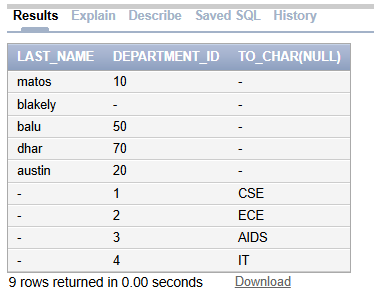 Results Explain Describe Saved SQL History
LAST_NAME DEPARTMENT_ID TO_CHAR(NULL)
matos 10 -
blakely - -
balu 50 -
dhar 70 -
austin 20 -
- 1 CSE
- 2 ECE
- 3 AIDS
- 4 IT
9 rows returned in 0.00 seconds Download